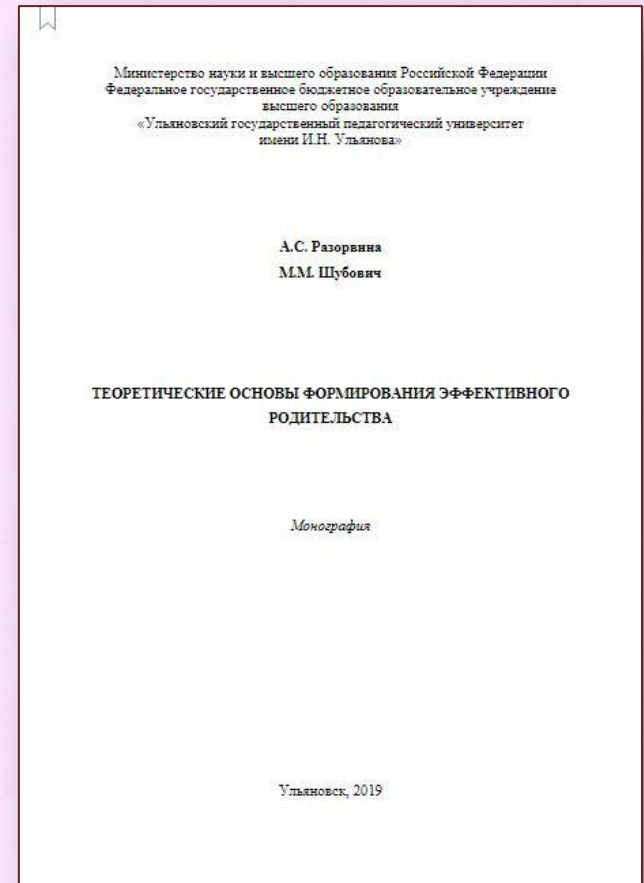 Министерство науки и высшего образования Российской Федерации
Федеральное государственное бюджетное образовательное учреждение
высшего образования
«Ульяновский государственный педагогический университет
имени И.Н. Ульянова»
А.С. Разорвина
М.М. Шубович
ТЕОРЕТИЧЕСКИЕ ОСНОВЫ ФОРМИРОВАНИЯ ЭФФЕКТИВНОГО
РОДИТЕЛЬСТВА
Монография
Ульяновск, 2019